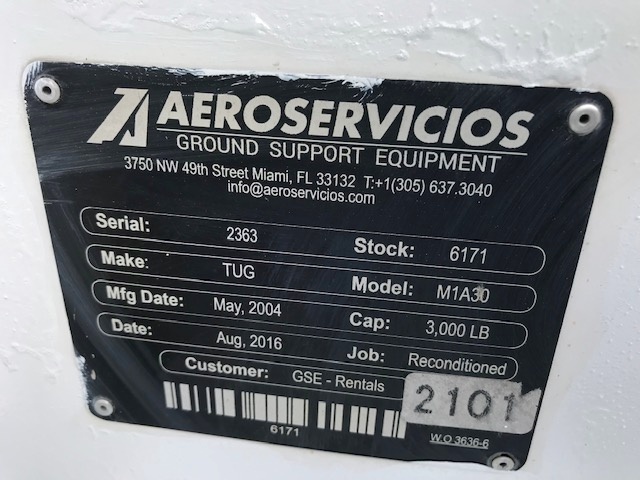 AEROSERVICIOS
GROUND SUPPORT EQUIPMENT
3750 NW 49th Street Miami, FL 33132 T:+1(305) 637.3040
info@aeroservicios.com
Serial: 2363 Stock: 6171
Make: TUG Model: M1A30
Mfg Date: May, 2004 Cap: 3,000 LB
Date: Aug, 2016 Job: Reconditioned
Customer: GSE - Rentals
2101
6171
W.O 3636-6